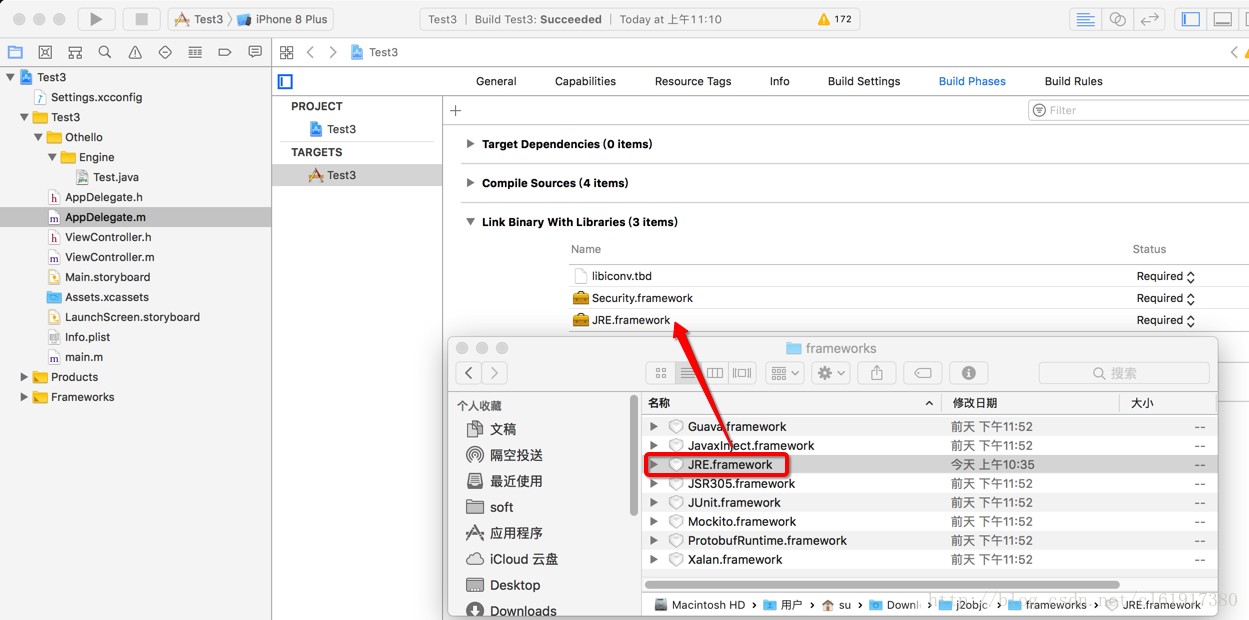 Test3 iPhone 8 Plus
Test3 | Build Test3: Succeeded | Today at 上午11:10
172
Test3
Test3
Settings.xcconfig
Test3
Othello
Engine
Test.java
AppDelegate.h
AppDelegate.m
ViewController.h
ViewController.m
Main.storyboard
Assets.xcassets
LaunchScreen.storyboard
Info.plist
main.m
Products
Frameworks
General Capabilities Resource Tags Info Build Settings Build Phases Build Rules
PROJECT
Test3
TARGETS
Test3
Filter
Target Dependencies (0 items)
Compile Sources (4 items)
Link Binary With Libraries (3 items)
Name Status
libiconv.tbd Required
Security.framework Required
JRE.framework Required
frameworks
搜索
个人收藏
文稿
隔空投送
最近使用
soft
应用程序
iCloud 云盘
Desktop
Downloads
名称 修改日期 大小
Guava.framework 前天 下午11:52 --
JavaxInject.framework 前天 下午11:52 --
JRE.framework 今天 上午10:35 --
JSR305.framework 前天 下午11:52 --
JUnit.framework 前天 下午11:52 --
Mockito.framework 前天 下午11:52 --
ProtobufRuntime.framework 前天 下午11:52 --
Xalan.framework 前天 下午11:52 --
Macintosh HD › 用户 › su › Downl › j2objc › frameworks › JRE.framework